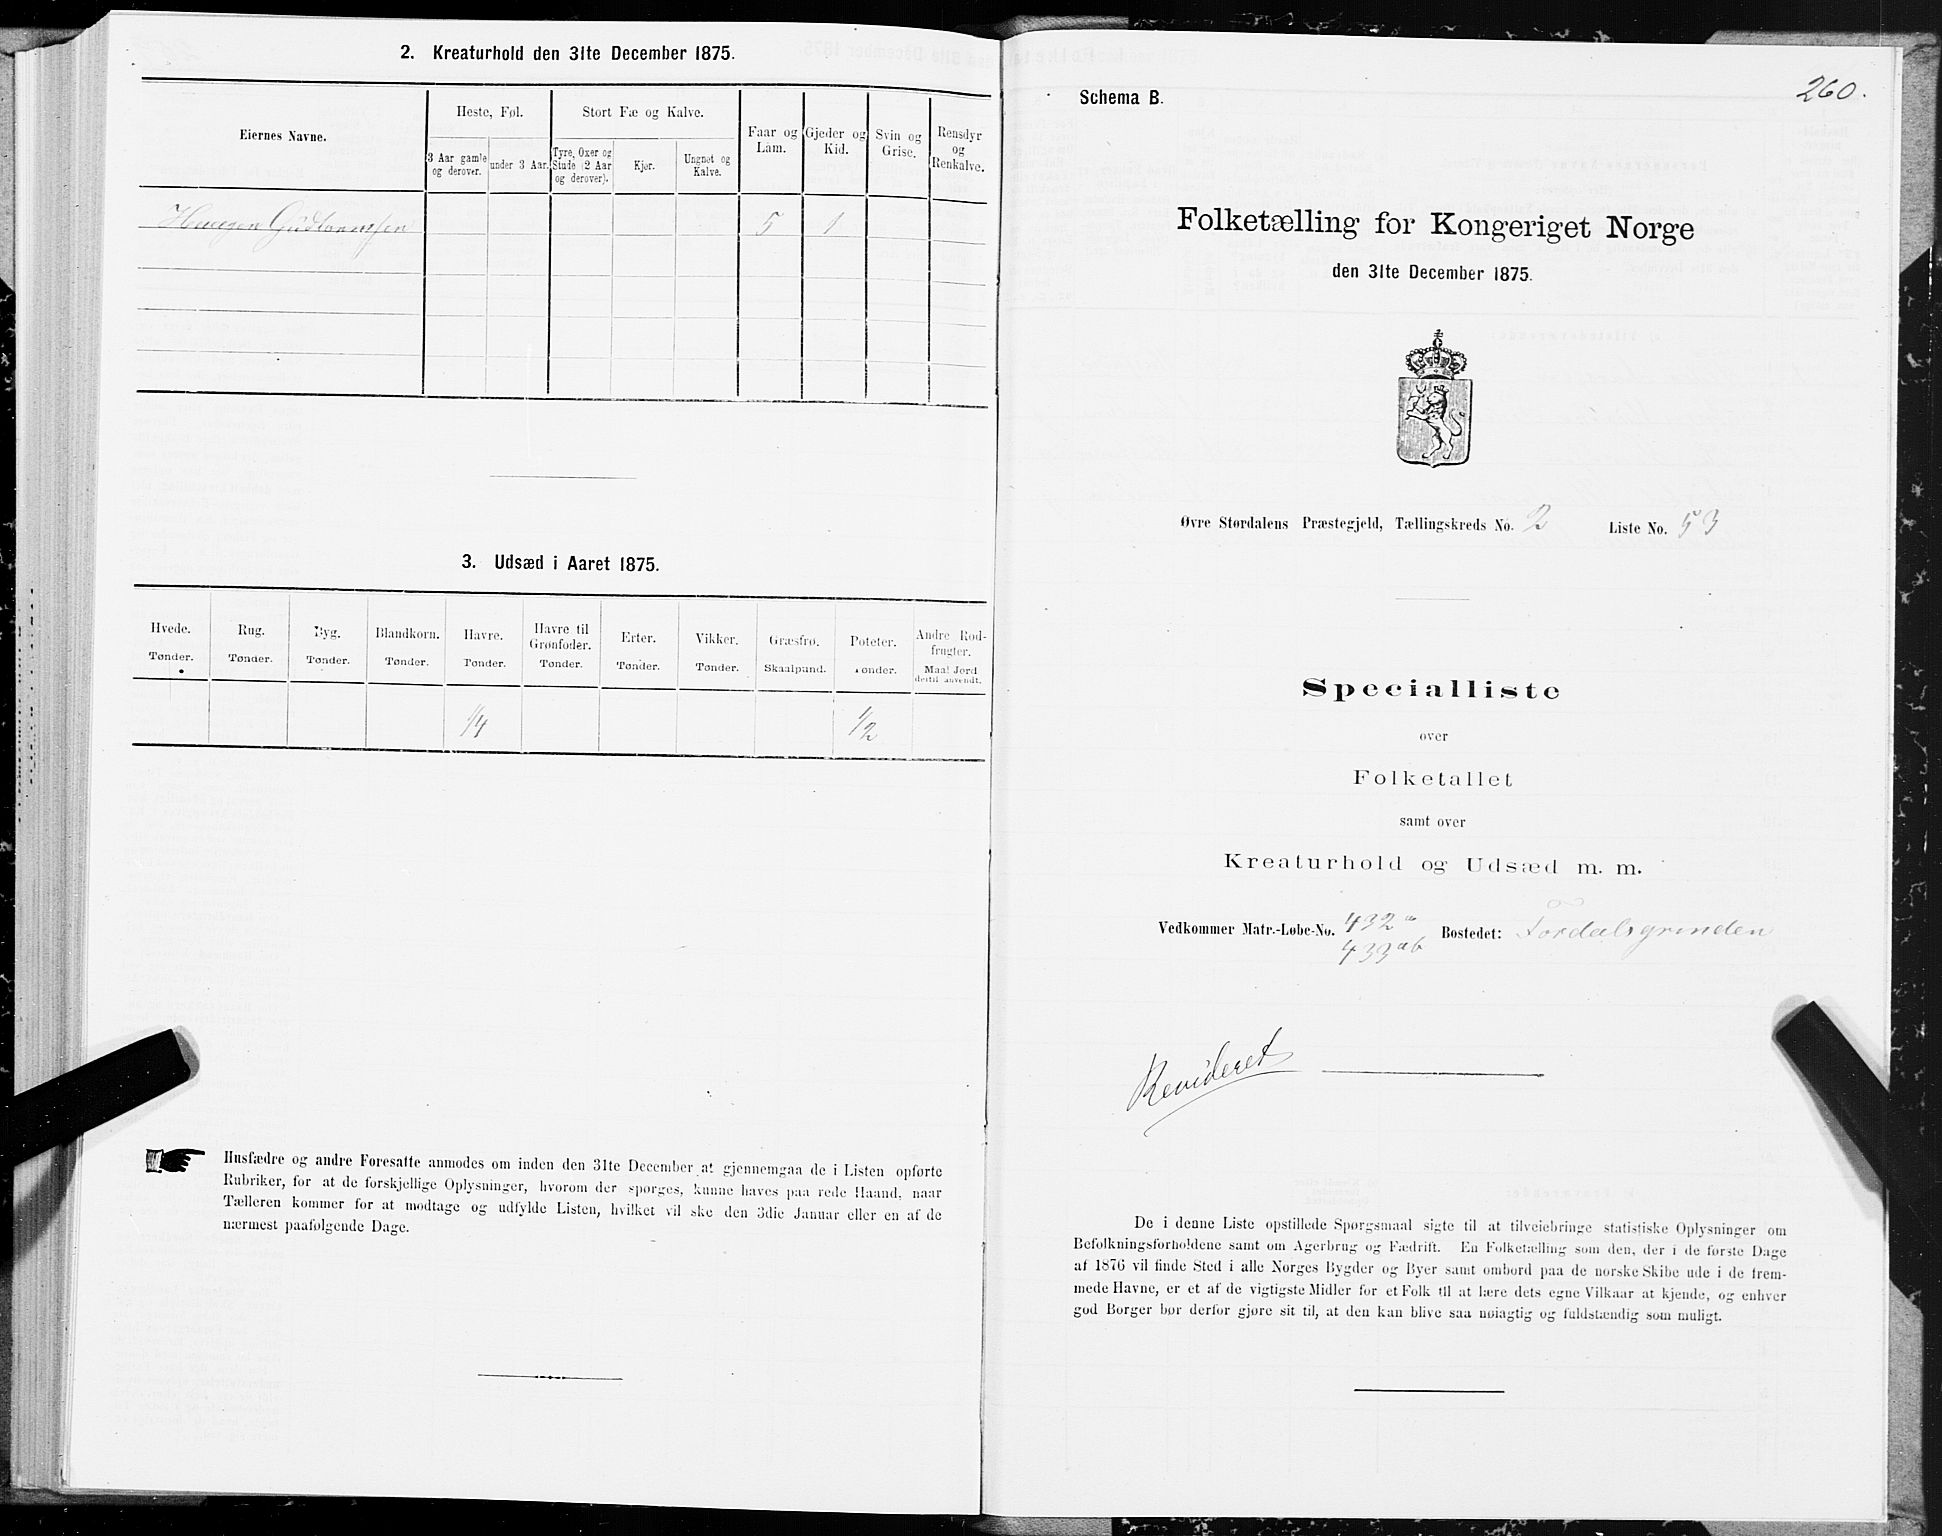 2. Kreaturhold den 31te December 1875.
Eiernes Navne.
Heste, Føl.
Stort Fæ og Kalve.
Faar og Lam.
Gjeder og Kid.
Svin og Grise.
Rensdyr og Renkalve.
3 Aar gamle og derover.
under 3 Aar.
Tyre, Oxer og Stude (2 Aar og derover).
Kjør.
Ungnøt og Kalve.
5 1
3. Udsæd i Aaret 1875.
Hvede. Rug. Byg. Blandkorn. Havre. Havre til Grønfoder. Erter. Vikker. Græsfrø. Poteter. Andre Rodfrugter.
Tønder. Tønder. Tønder. Tønder. Tønder. Tønder. Tønder. Tønder. Skaalpund. Tønder. Maal Jord dertil anvendt.
1/4 1/2
Husfædre og andre Foresatte anmodes om inden den 31te December at gjennemgaa de i Listen opførte
Rubriker, for at de forskjellige Oplysninger, hvorom der spørges, kunne haves paa rede Haand, naar
Tælleren kommer for at modtage og udfylde Listen, hvilket vil ske den 3die Januar eller en af de
nærmest paafølgende Dage.
260.
Schema B.
Folketælling for Kongeriget Norge
den 31te December 1875.
Øvre Størdalens Præstegjeld, Tællingskreds No. 2 Liste No. 53
Specialliste
over
Folketallet
samt over
Kreaturhold og Udsæd m. m.
Vedkommer Matr.-Løbe-No. 432a Bostedet:
433ab
Revideret
De i denne Liste opstillede Spørgsmaal sigte til at tilveiebringe statistiske Oplysninger om
Befolkningsforholdene samt om Agerbrug og Fædrift. En Folketælling som den, der i de første Dage
af 1876 vil finde Sted i alle Norges Bygder og Byer samt ombord paa de norske Skibe ude i de frem-
mede Havne, er et af de vigtigste Midler for et Folk til at lære dets egne Vilkaar at kjende, og enhver
god Borger bør derfor gjøre sit til, at den kan blive saa nøiagtig og fuldstændig som muligt.